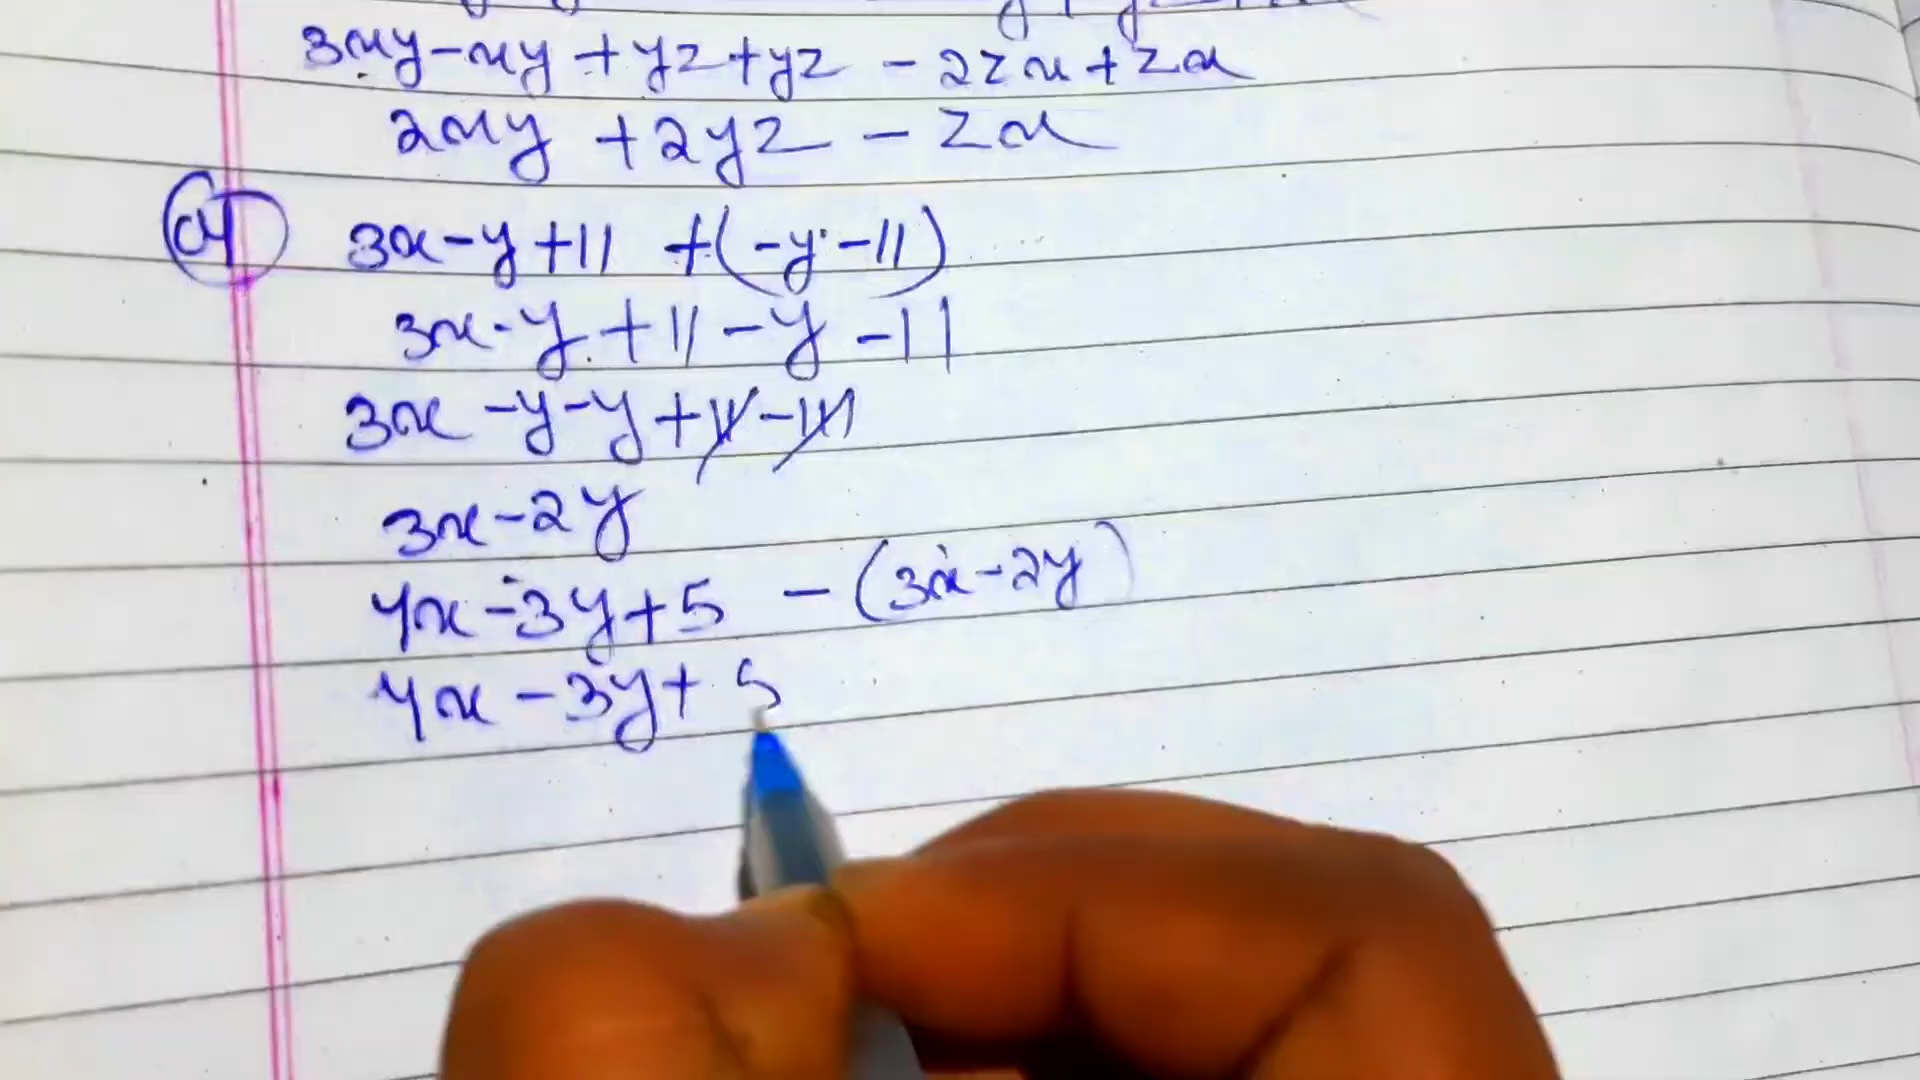 3xy-xy+yz+yz - 2zx+zx
2xy +2yz - zx
a) 3x-y+11 +(-y-11)
3x-y+11-y-11
3x-y-y+11-11
3x-2y
4x-3y+5 -(3x-2y)
4x-3y+5